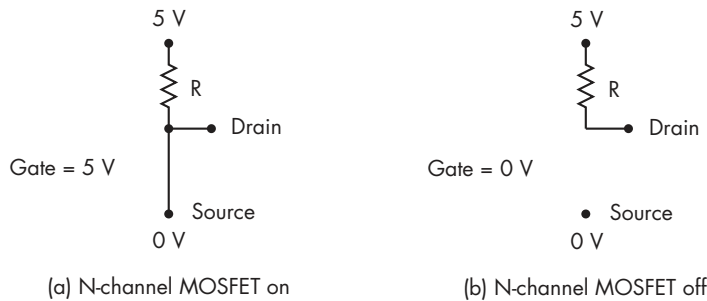 5 V
R
Drain
Gate = 5 V
Source
0 V
(a) N-channel MOSFET on
5 V
R
Drain
Gate = 0 V
Source
0 V
(b) N-channel MOSFET off